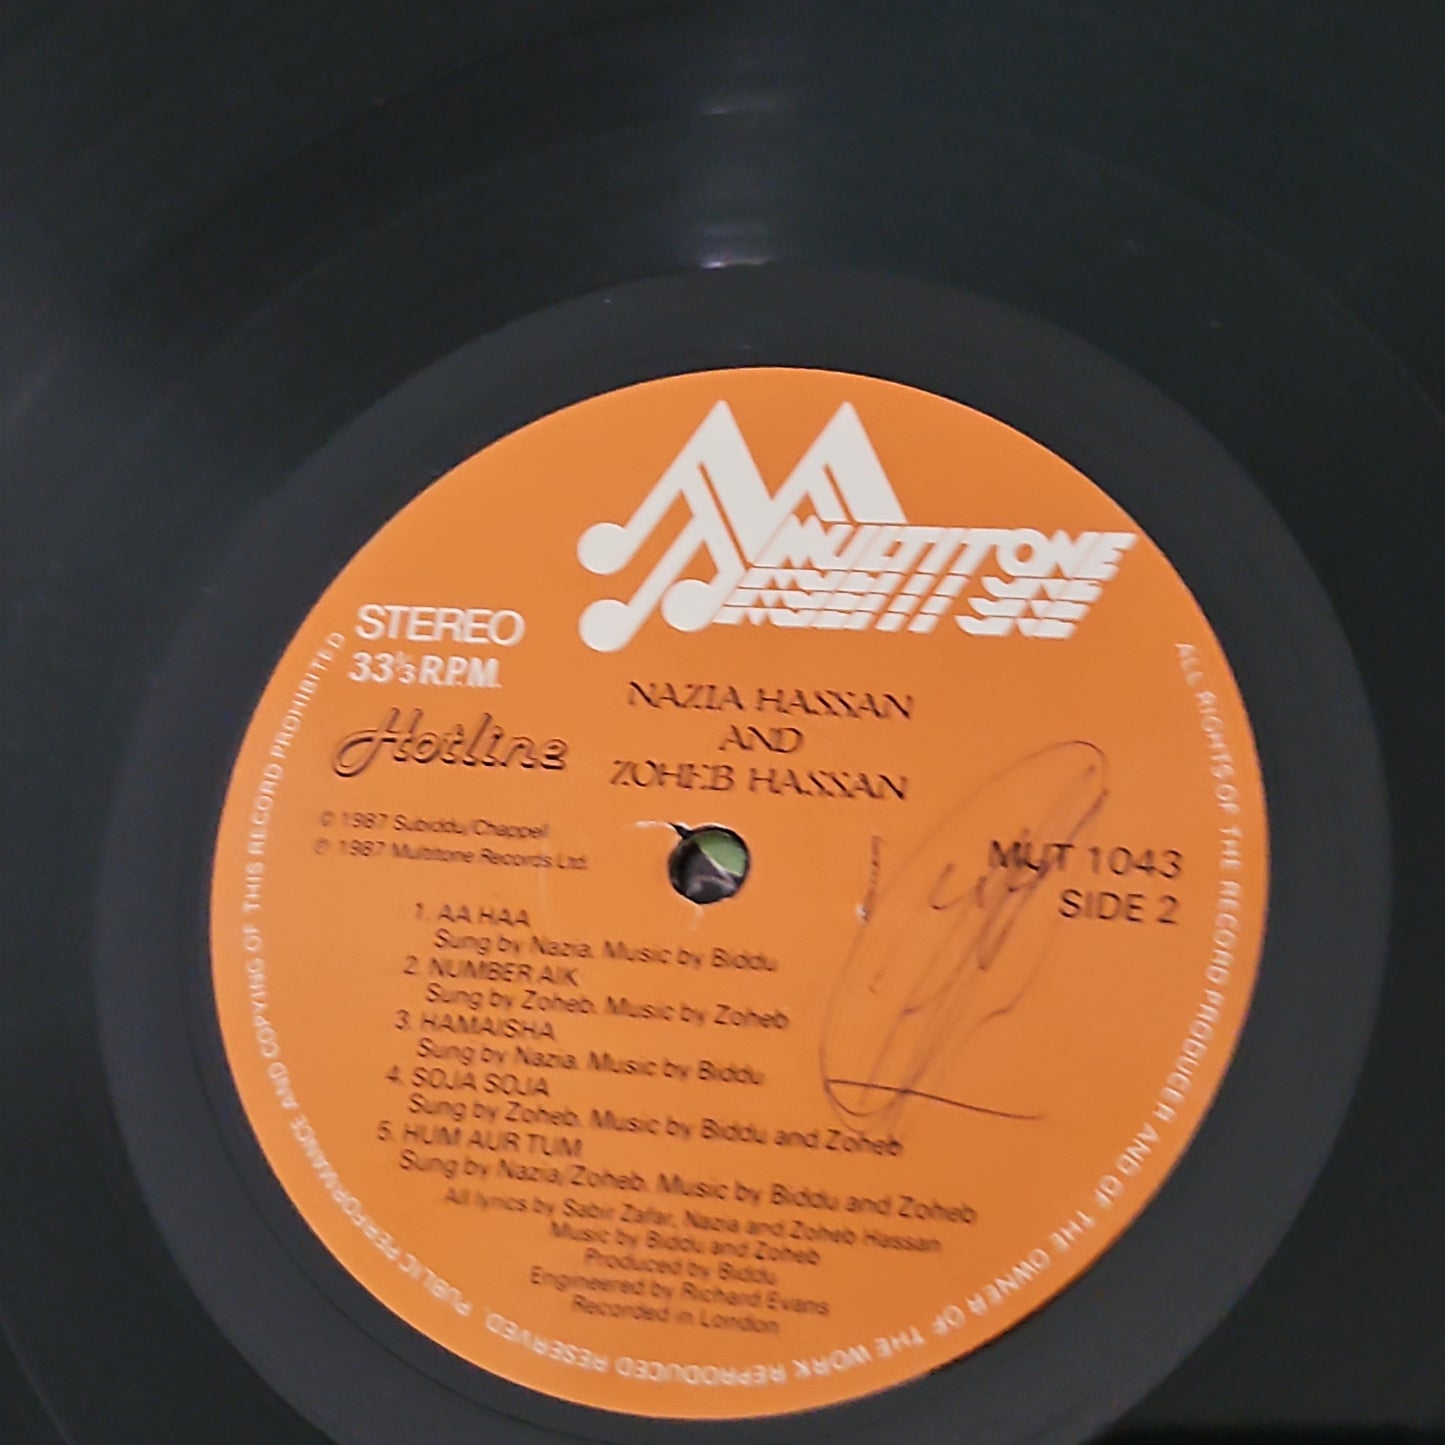 MULTITONE
STEREO
33⅓ R.P.M.
Hotline
NAZIA HASSAN
AND
ZOHEB HASSAN
© 1987 Subiddu/Chappell
℗ 1987 Multitone Records Ltd.
MUT 1043
SIDE 2
1. AA HAA
Sung by Nazia. Music by Biddu
2. NUMBER AIK
Sung by Zoheb. Music by Zoheb
3. HAMAISHA
Sung by Nazia. Music by Biddu
4. SOJA SOJA
Sung by Zoheb. Music by Biddu and Zoheb
5. HUM AUR TUM
Sung by Nazia/Zoheb. Music by Biddu and Zoheb
All lyrics by Sabir Zafar, Nazia and Zoheb Hassan
Music by Biddu and Zoheb
Produced by Biddu
Engineered by Richard Evans
Recorded in London
ALL RIGHTS OF THE RECORD PRODUCER AND OF THE OWNER OF THE WORK REPRODUCED RESERVED. PUBLIC PERFORMANCE AND COPYING OF THIS RECORD PROHIBITED